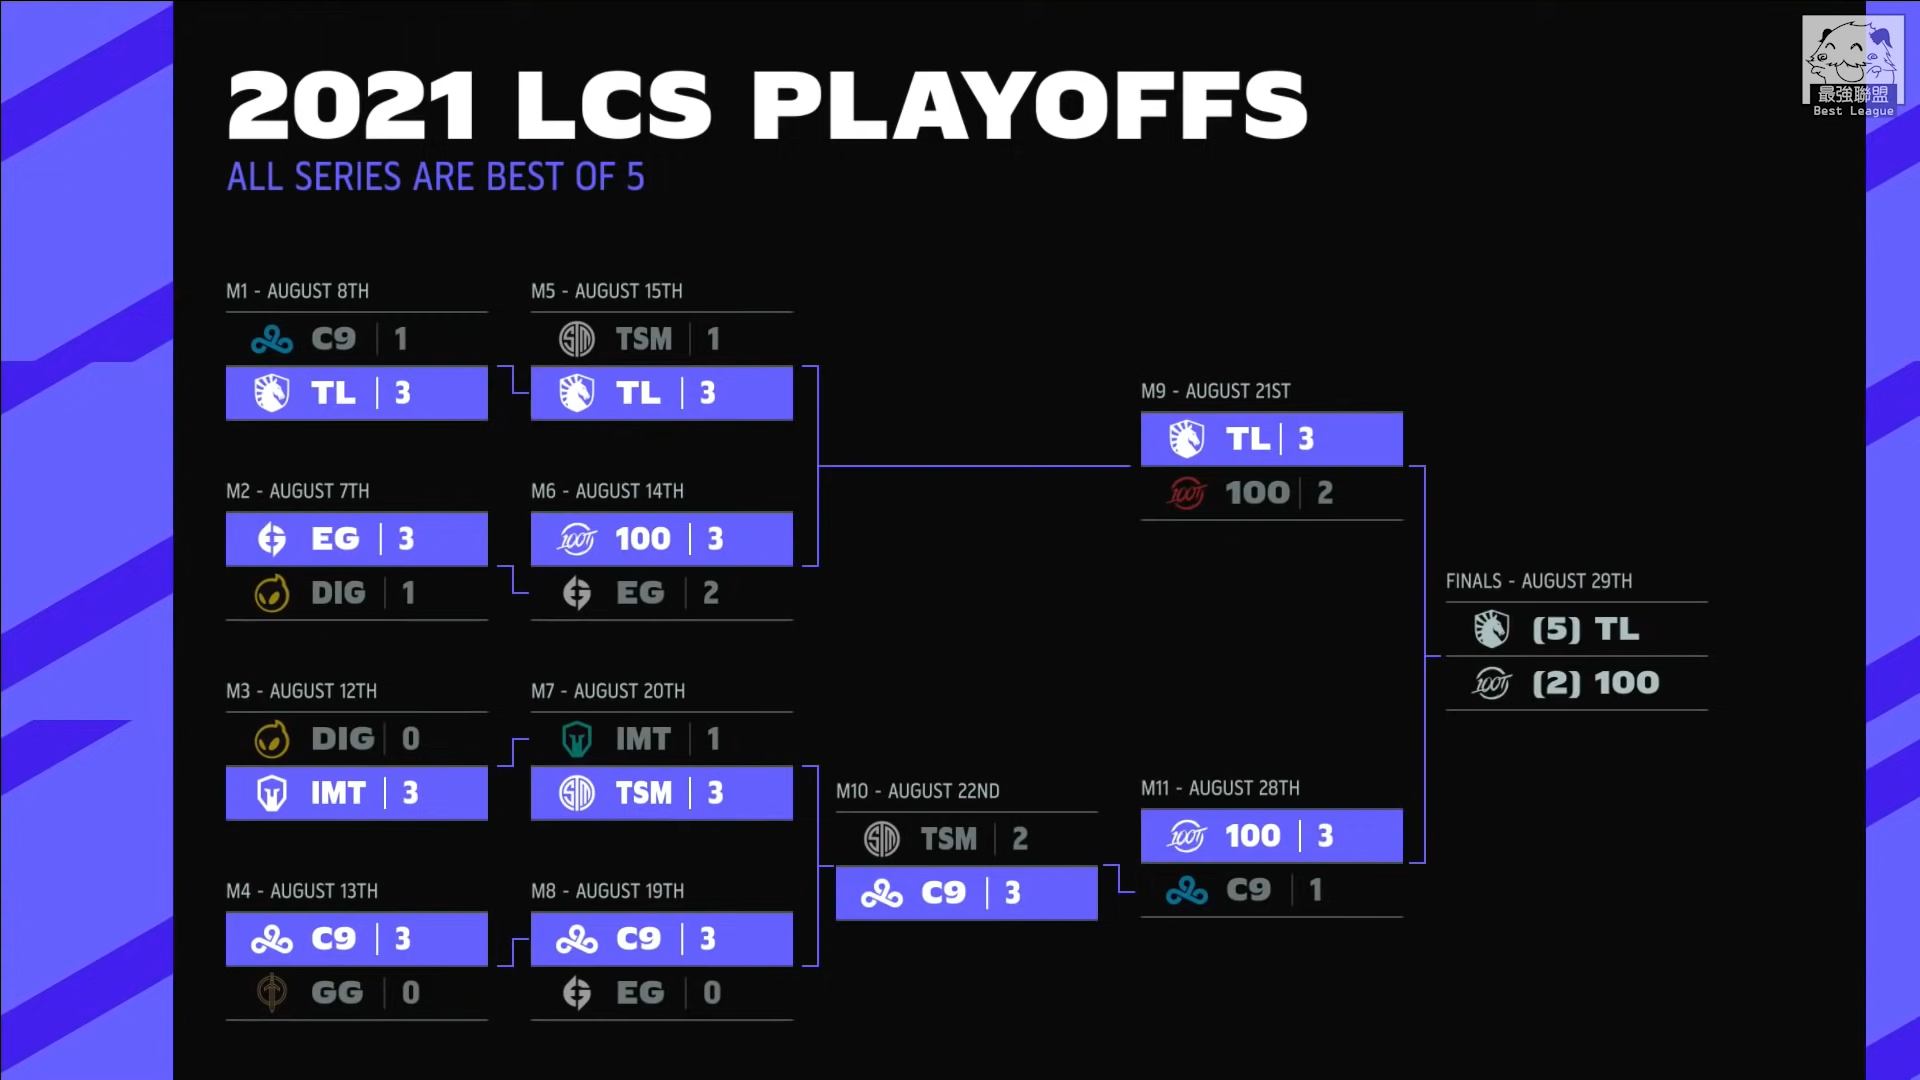 2021 LCS PLAYOFFS
ALL SERIES ARE BEST OF 5
最強聯盟
Best League
M1 - AUGUST 8TH
C9 1
TL 3
M2 - AUGUST 7TH
EG 3
DIG 1
M3 - AUGUST 12TH
DIG 0
IMT 3
M4 - AUGUST 13TH
C9 3
GG 0
M5 - AUGUST 15TH
TSM 1
TL 3
M6 - AUGUST 14TH
100T 100 3
EG 2
M7 - AUGUST 20TH
IMT 1
TSM TSM 3
M8 - AUGUST 19TH
C9 3
EG 0
M10 - AUGUST 22ND
TSM 2
C9 3
M9 - AUGUST 21ST
TL 3
100T 100 2
M11 - AUGUST 28TH
100T 100 3
C9 1
FINALS - AUGUST 29TH
(5) TL
100T (2) 100